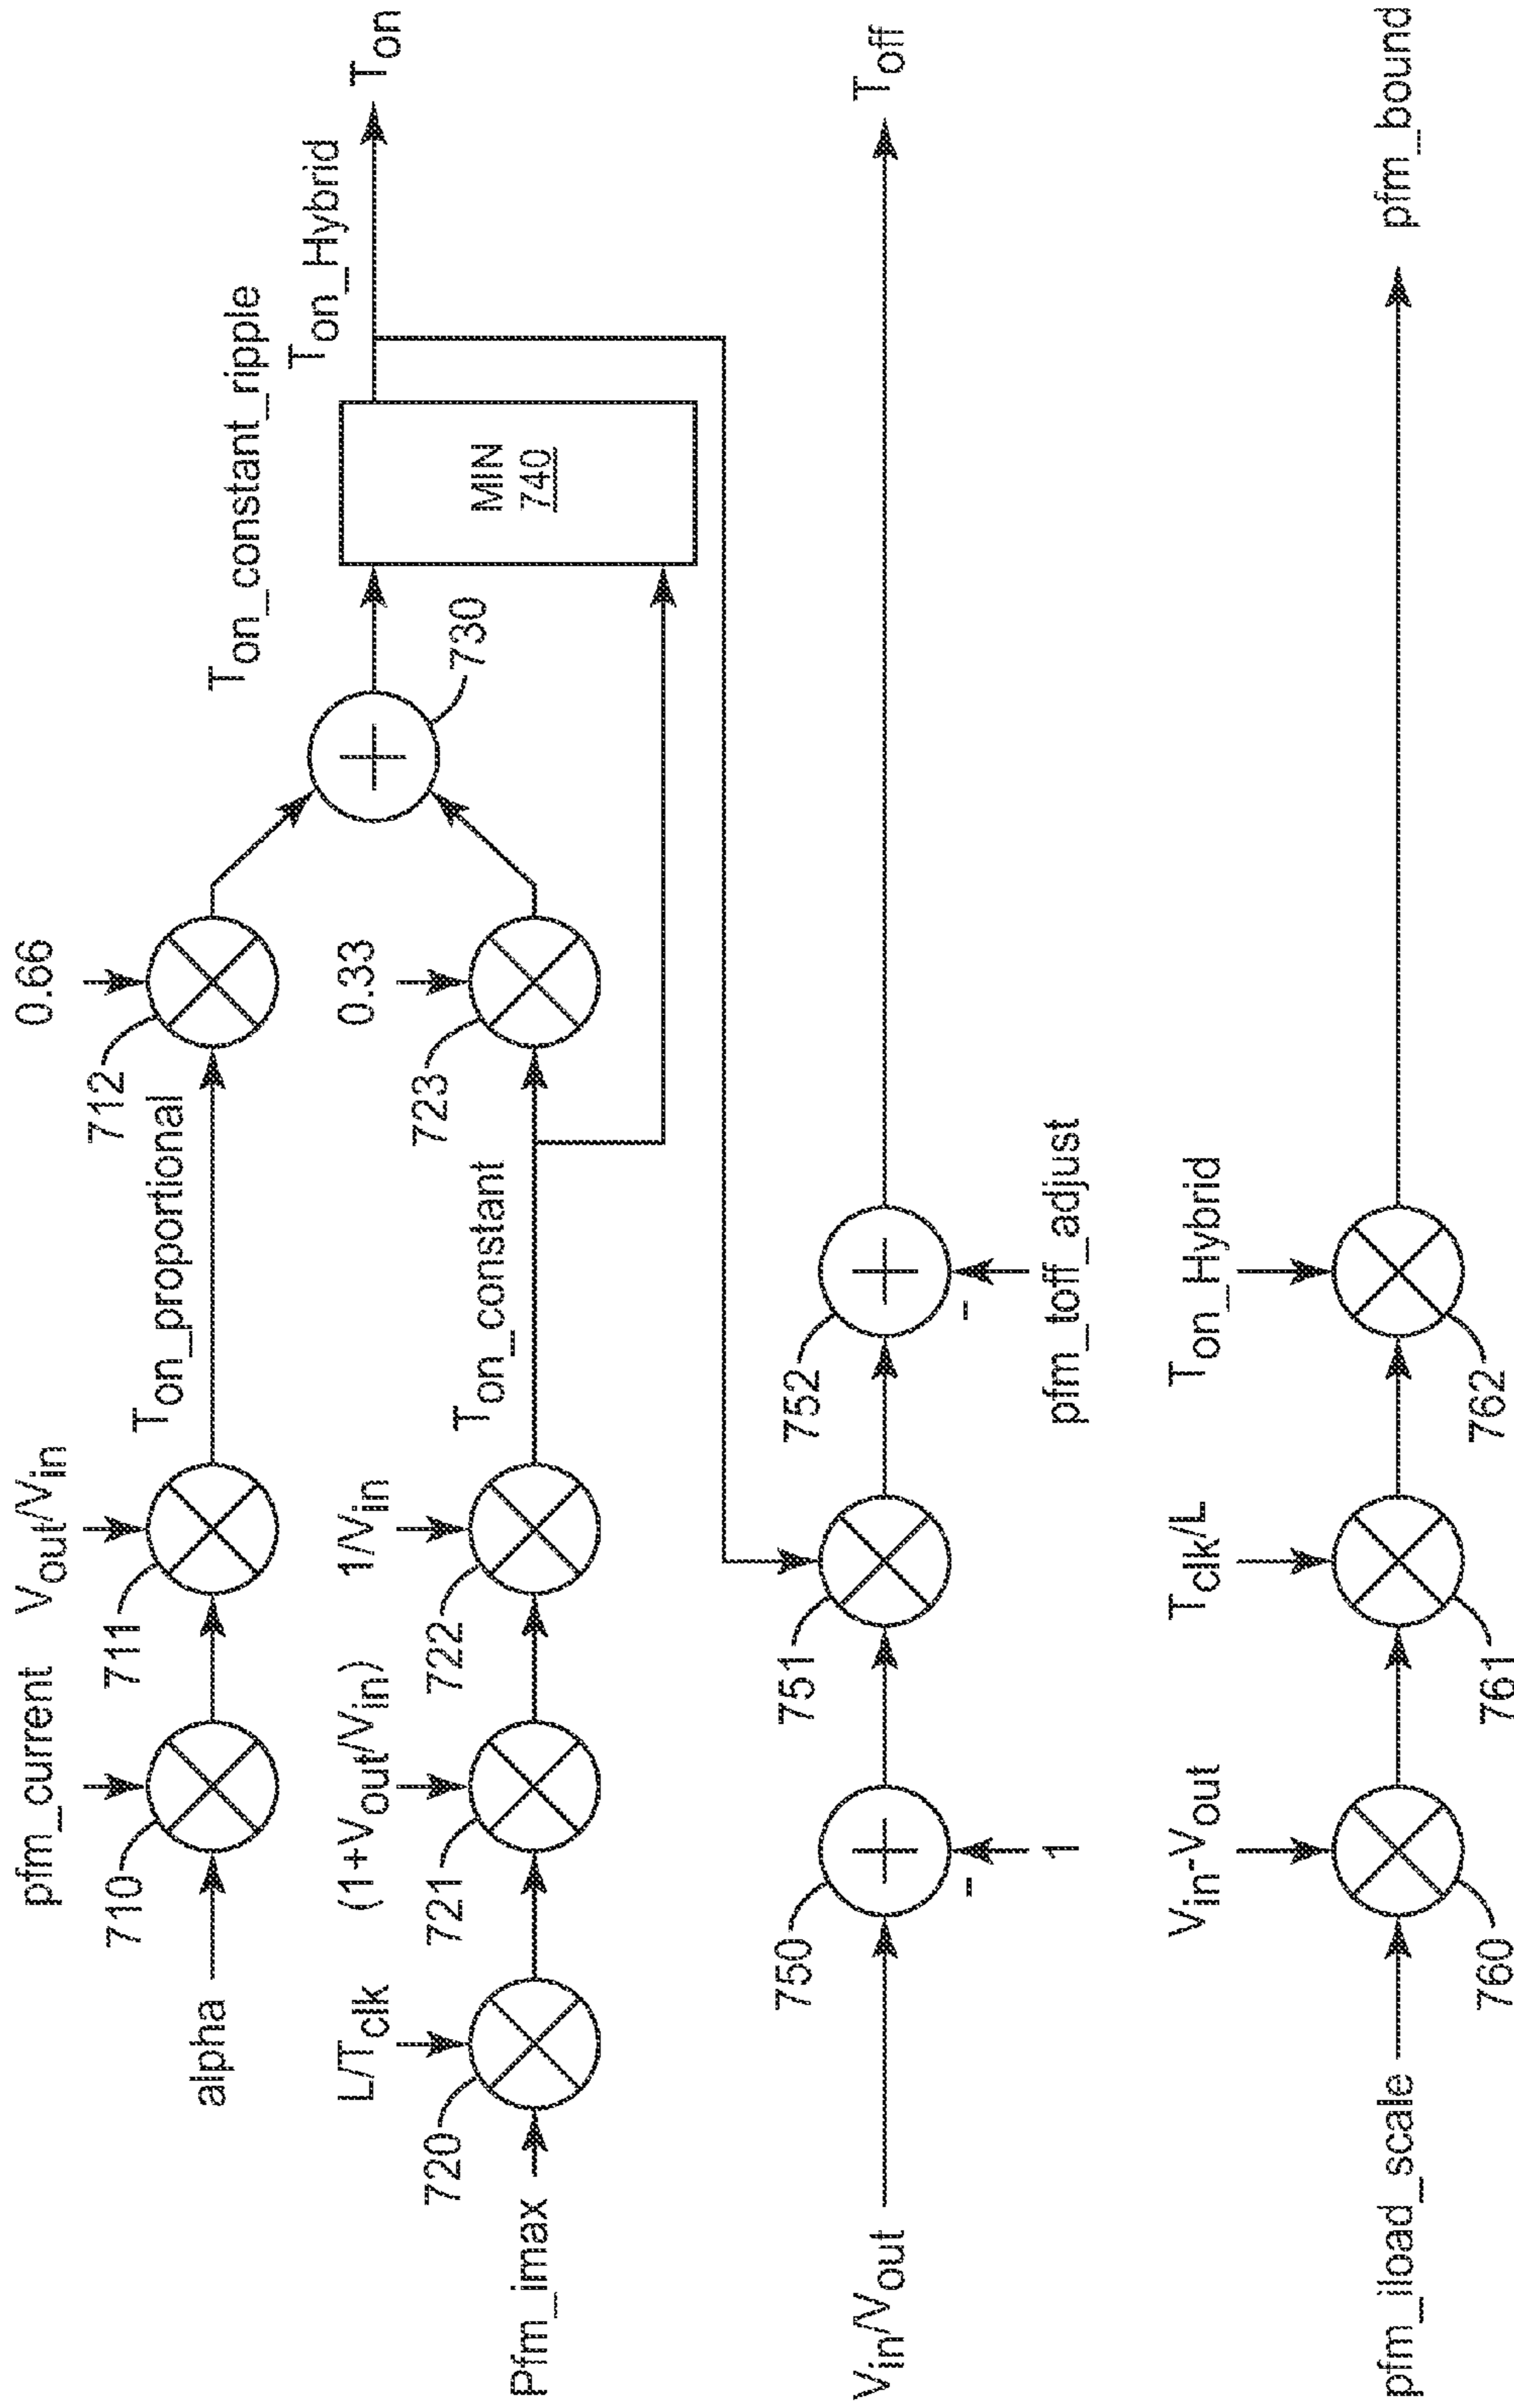 pfm_current
V_out/V_in
0.66
710
711
712
alpha
T_on_proportional
T_on_constant_ripple
T_on_Hybrid
T_on
L/T_clk
(1+V_out/V_in)
1/V_in
0.33
720
721
722
723
730
Pfm_imax
T_on_constant
MIN
740
750
751
752
V_in/V_out
-
1
-
pfm_toff_adjust
T_off
V_in-V_out
T_clk/L
T_on_Hybrid
pfm_iload_scale
pfm_bound
760
761
762